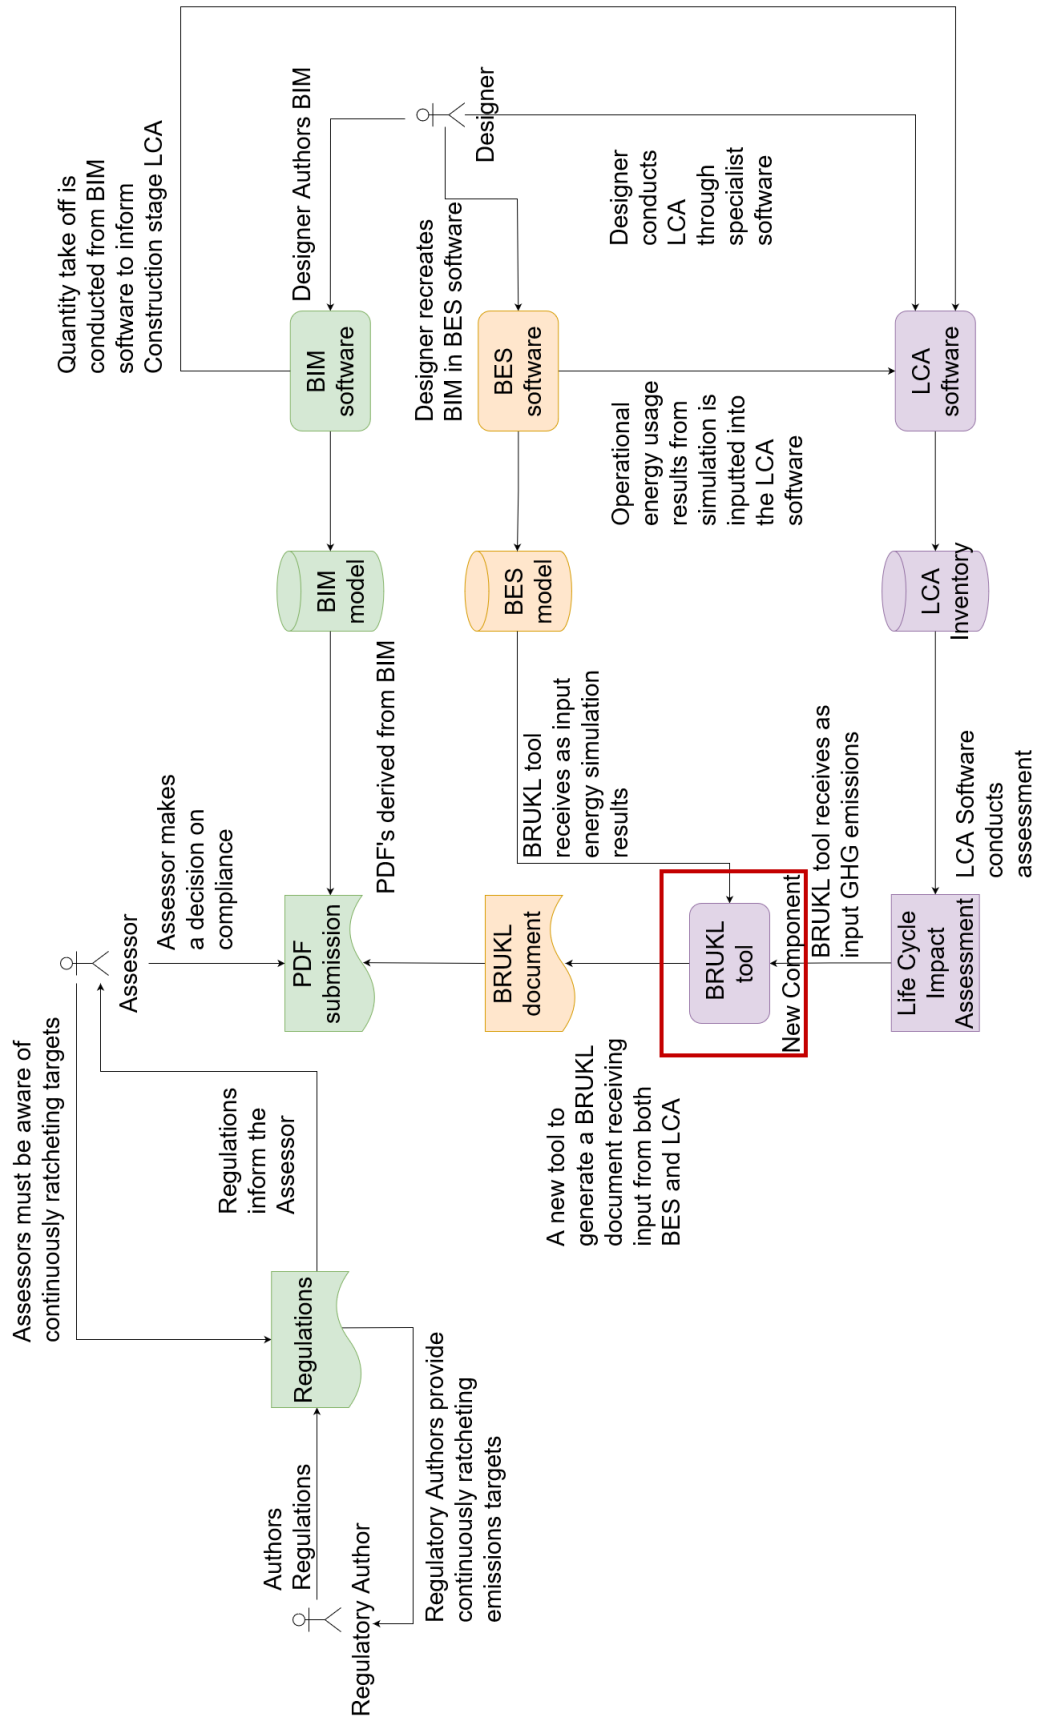 Quantity take off is
conducted from BIM
software to inform
Construction stage LCA
Designer Authors BIM
Designer
Designer recreates
BIM in BES software
Designer
conducts
LCA
through
specialist
software
BIM
software
BES
software
LCA
software
Operational
energy usage
results from
simulation is
inputted into
the LCA
software
BIM
model
BES
model
LCA
Inventory
PDF's derived from BIM
BRUKL tool
receives as input
energy simulation
results
BRUKL tool receives as
input GHG emissions
LCA Software
conducts
assessment
Assessor makes
a decision on
compliance
Assessor
PDF
submission
BRUKL
document
BRUKL
tool
New Component
Life Cycle
Impact
Assessment
Assessors must be aware of
continuously ratcheting targets
Regulations
inform the
Assessor
A new tool to
generate a BRUKL
document receiving
input from both
BES and LCA
Regulations
Authors
Regulations
Regulatory Author
Regulatory Authors provide
continuously ratcheting
emissions targets